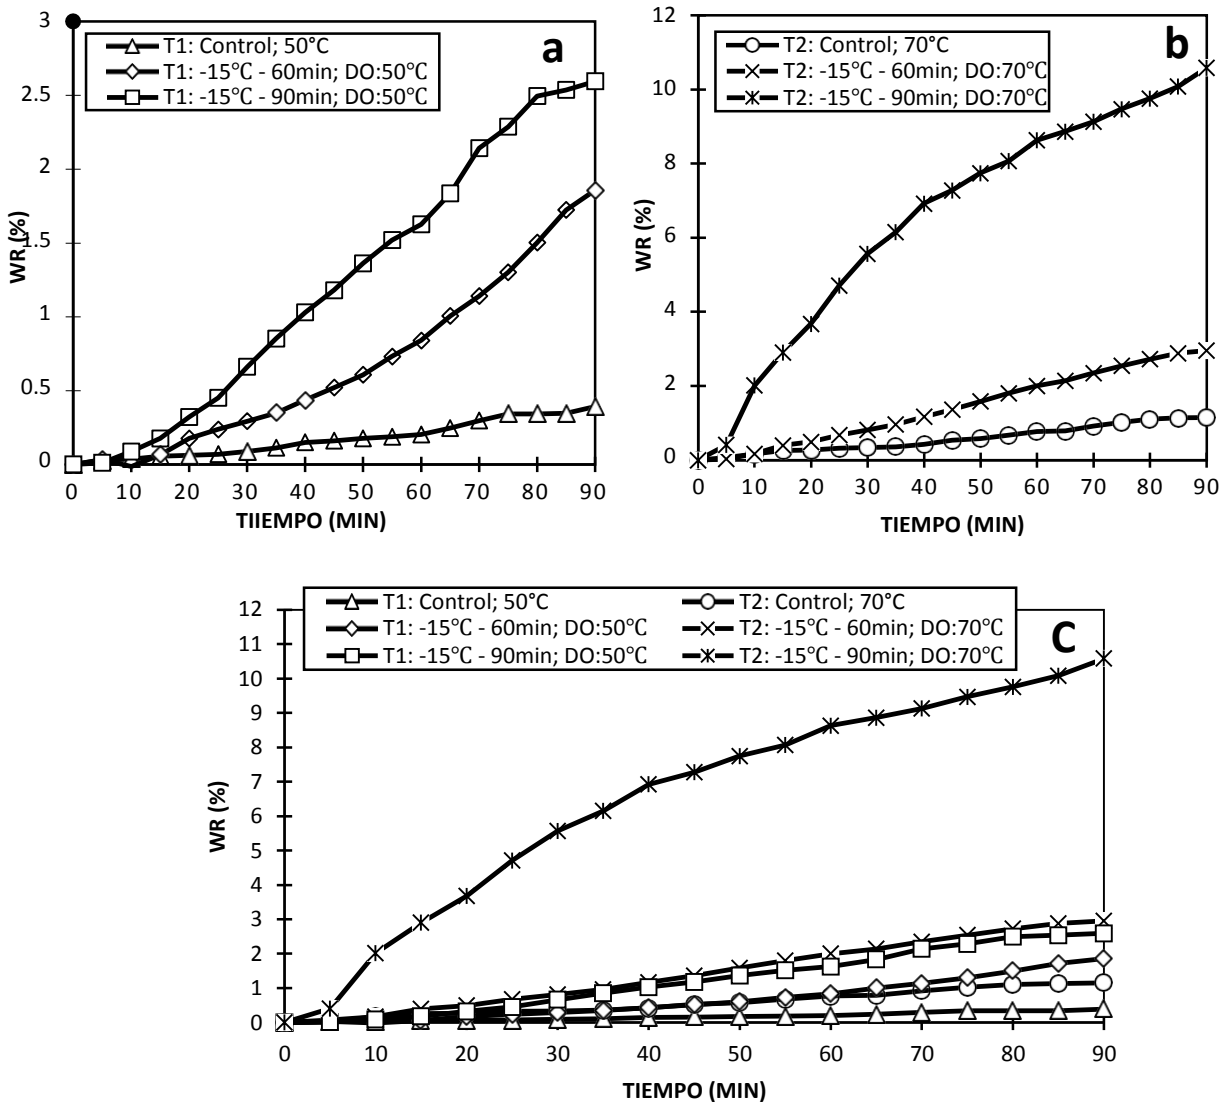 a
T1: Control; 50°C
T1: -15℃ - 60min; DO:50℃
T1: -15℃ - 90min; DO:50℃
3
2.5
2
1.5
1
0.5
0
WR (%)
0 10 20 30 40 50 60 70 80 90
TIIEMPO (MIN)
b
T2: Control; 70°C
T2: -15℃ - 60min; DO:70℃
T2: -15℃ - 90min; DO:70℃
12
10
8
6
4
2
0
WR (%)
0 10 20 30 40 50 60 70 80 90
TIEMPO (MIN)
C
T1: Control; 50°C T2: Control; 70°C
T1: -15℃ - 60min; DO:50℃ T2: -15℃ - 60min; DO:70℃
T1: -15℃ - 90min; DO:50℃ T2: -15℃ - 90min; DO:70℃
12
11
10
9
8
7
6
5
4
3
2
1
0
WR (%)
0 10 20 30 40 50 60 70 80 90
TIEMPO (MIN)